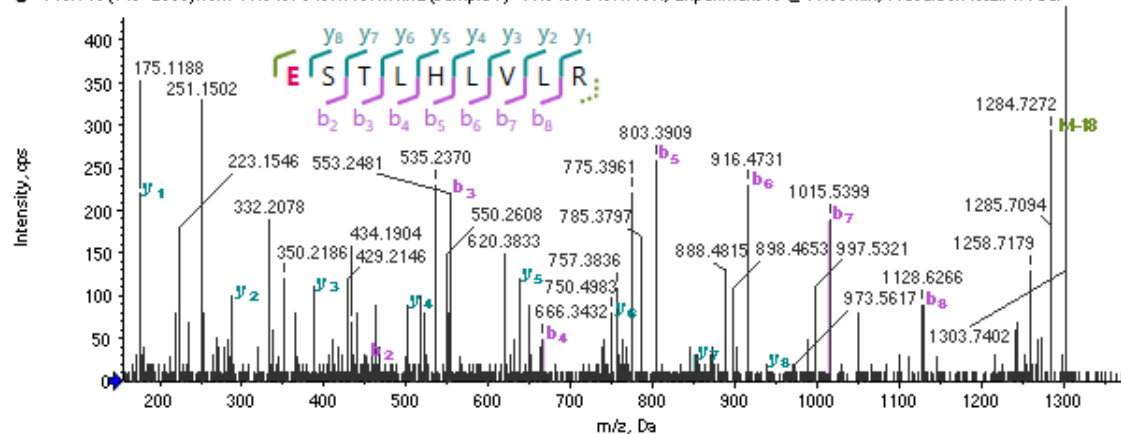 y8 y7 y6 y5 y4 y3 y2 y1
E S T L H L V L R
b2 b3 b4 b5 b6 b7 b8
Intensity, cps
400
350
300
250
200
150
100
50
0
175.1188
251.1502
223.1546
332.2078
350.2186
434.1904
429.2146
553.2481
535.2370
550.2608
620.3833
666.3432
750.4983
757.3836
775.3961
785.3797
803.3909
888.4815
898.4653
916.4731
973.5617
997.5321
1015.5399
1128.6266
1258.7179
1284.7272
1285.7094
1303.7402
M-18
y1
y2
y3
y4
y5
y6
y7
y8
b2
b3
b4
b5
b6
b7
b8
200 300 400 500 600 700 800 900 1000 1100 1200 1300
m/z, Da